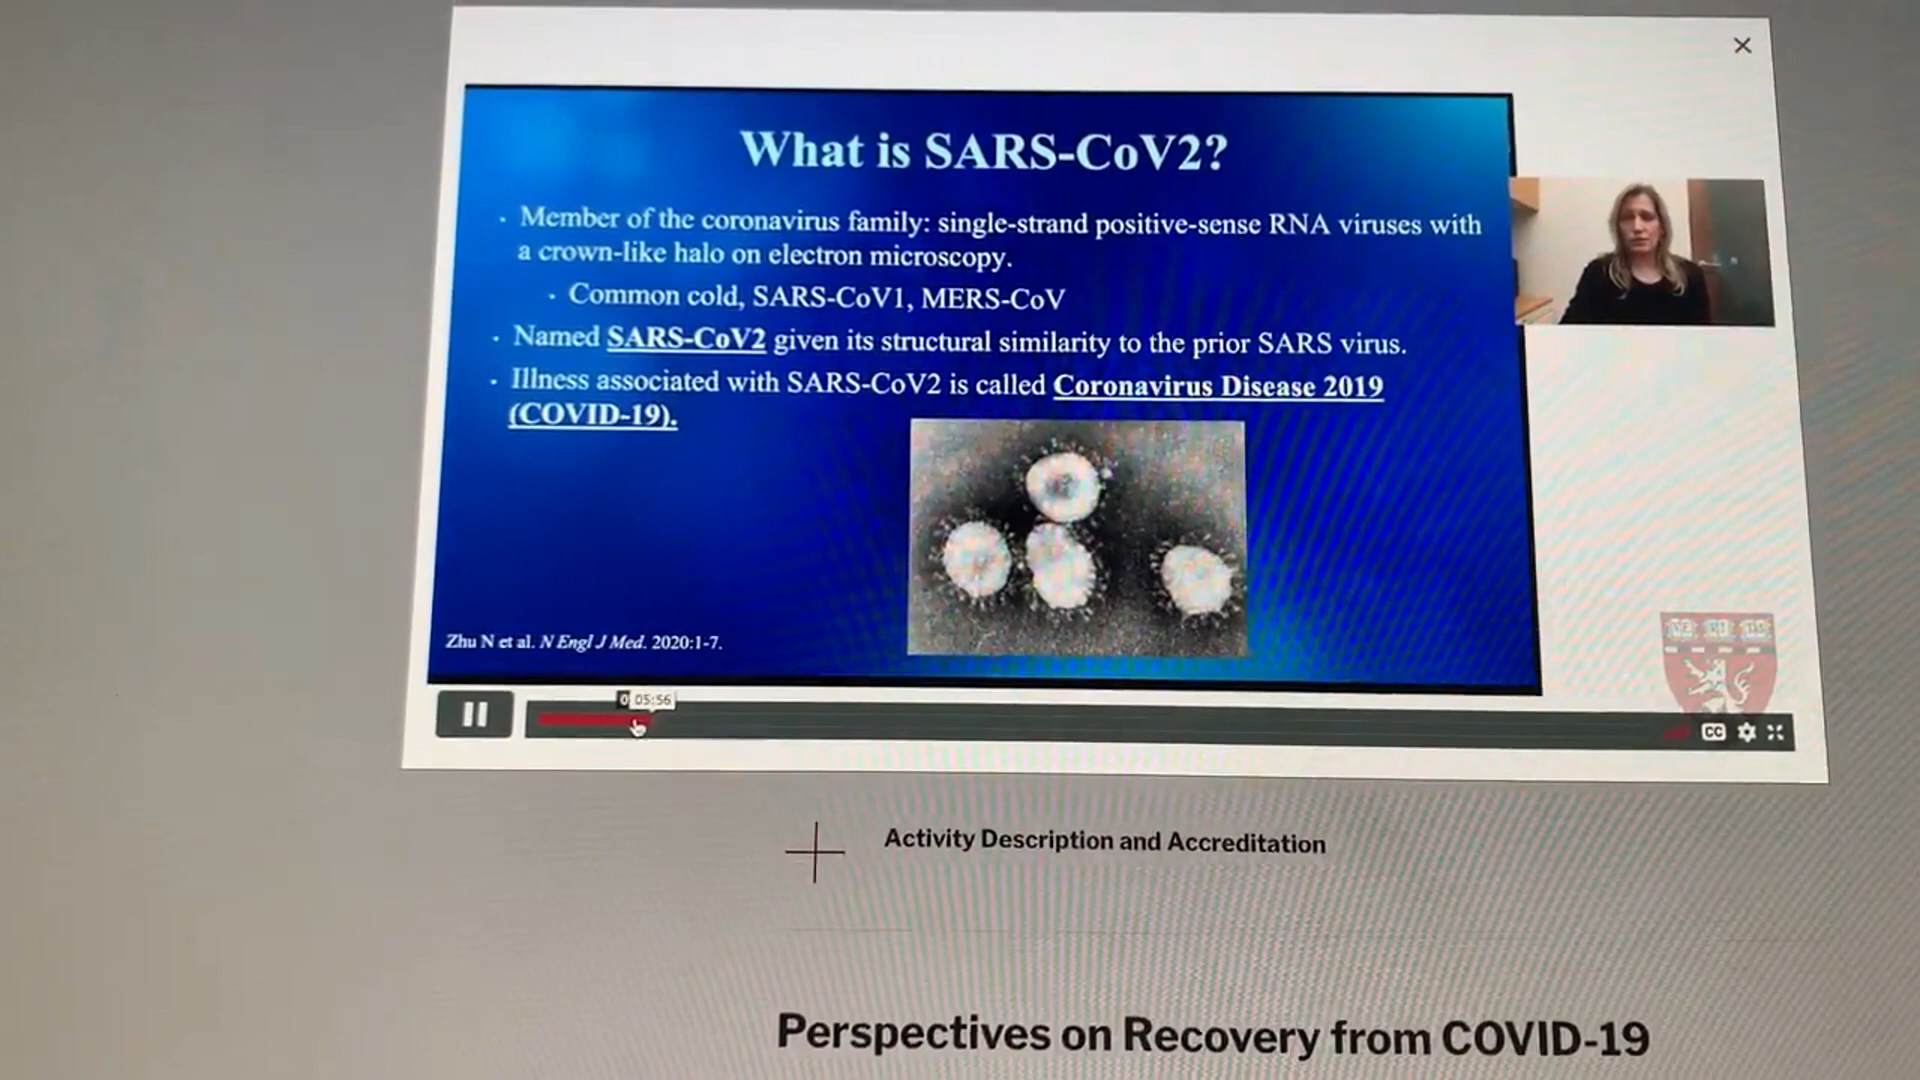 What is SARS-CoV2?
· Member of the coronavirus family: single-strand positive-sense RNA viruses with
a crown-like halo on electron microscopy.
· Common cold, SARS-CoV1, MERS-CoV
· Named SARS-CoV2 given its structural similarity to the prior SARS virus.
· Illness associated with SARS-CoV2 is called Coronavirus Disease 2019
(COVID-19).
Zhu N et al. N Engl J Med. 2020:1-7.
05:56
CC
Activity Description and Accreditation
Perspectives on Recovery from COVID-19